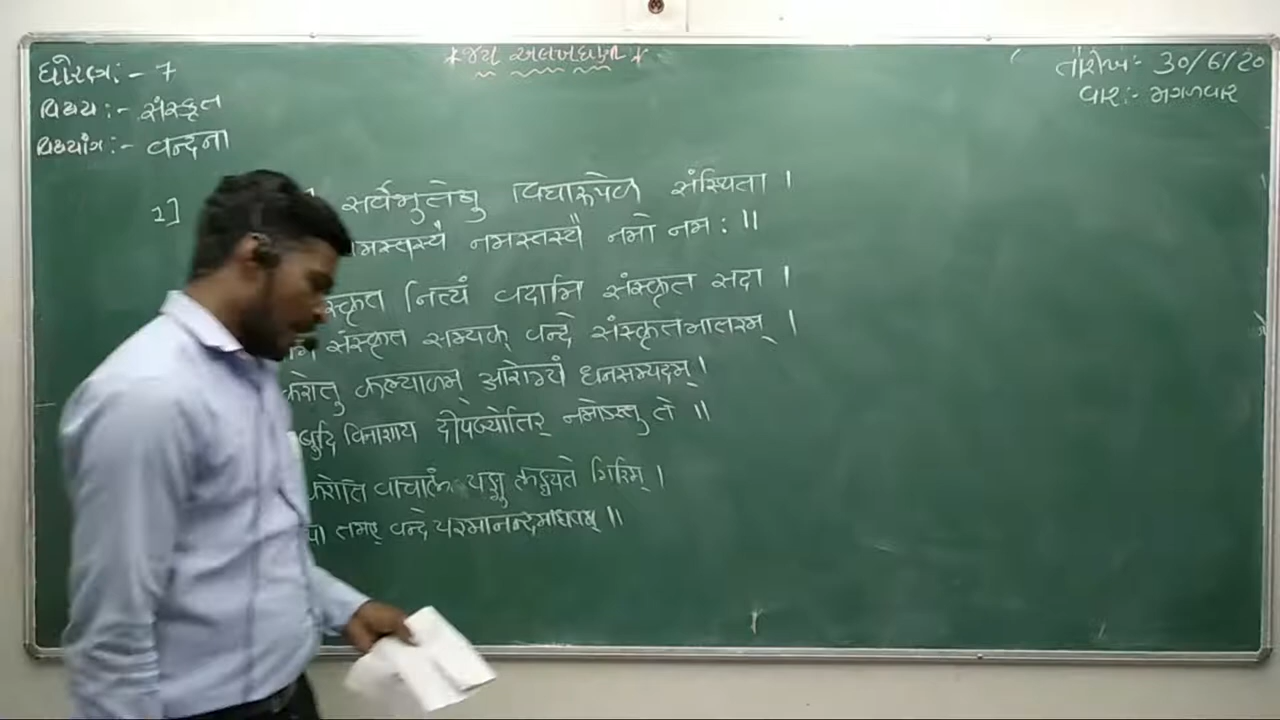 *જય અલખધણી*
ધોરણ:- 7
વિષય:- સંસ્કૃત
વિષયાંગ:- વન્દના
તારીખ:- 30/6/20
વાર:- મગળવાર
1] सर्वभुतेषु विद्यारूपेण संस्थिता ।
नमस्तस्यै नमस्तस्यै नमो नमः ॥
संस्कृत नित्यं वदामि संस्कृत सदा ।
संस्कृत सम्यक् वन्दे संस्कृतमातरम् ।
करोतु कल्याणम् आरोग्यं धनसम्पदम् ।
बुद्धि विनाशाय दीपज्योतिर् नमोऽस्तु ते ॥
करोति वाचालं पङ्गु लङ्घयते गिरिम् ।
तमहं वन्दे परमानन्दमाधवम् ॥